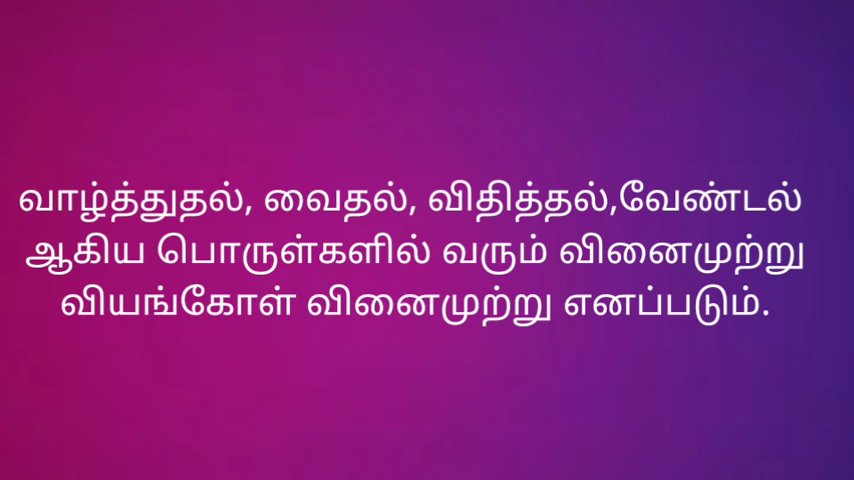 வாழ்த்துதல், வைதல், விதித்தல்,வேண்டல்
ஆகிய பொருள்களில் வரும் வினைமுற்று
வியங்கோள் வினைமுற்று எனப்படும்.